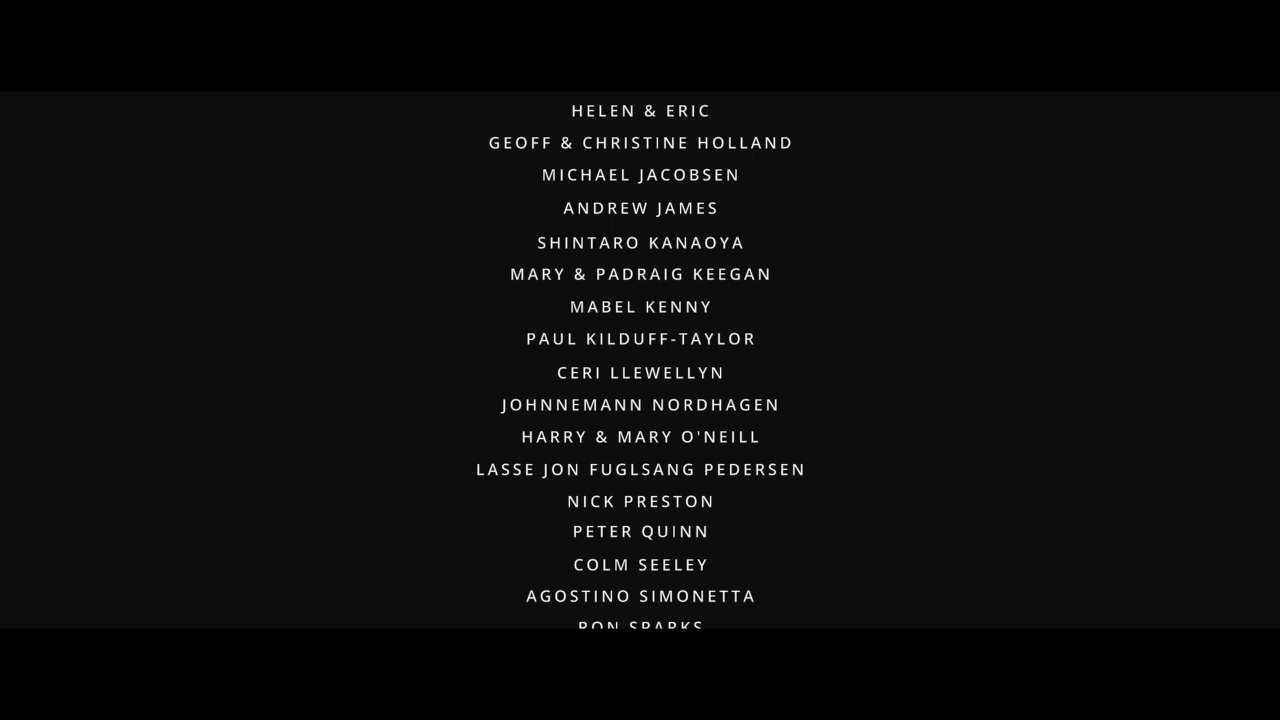 HELEN & ERIC
GEOFF & CHRISTINE HOLLAND
MICHAEL JACOBSEN
ANDREW JAMES
SHINTARO KANAOYA
MARY & PADRAIG KEEGAN
MABEL KENNY
PAUL KILDUFF-TAYLOR
CERI LLEWELLYN
JOHNNEMANN NORDHAGEN
HARRY & MARY O'NEILL
LASSE JON FUGLSANG PEDERSEN
NICK PRESTON
PETER QUINN
COLM SEELEY
AGOSTINO SIMONETTA
RON SPARKS